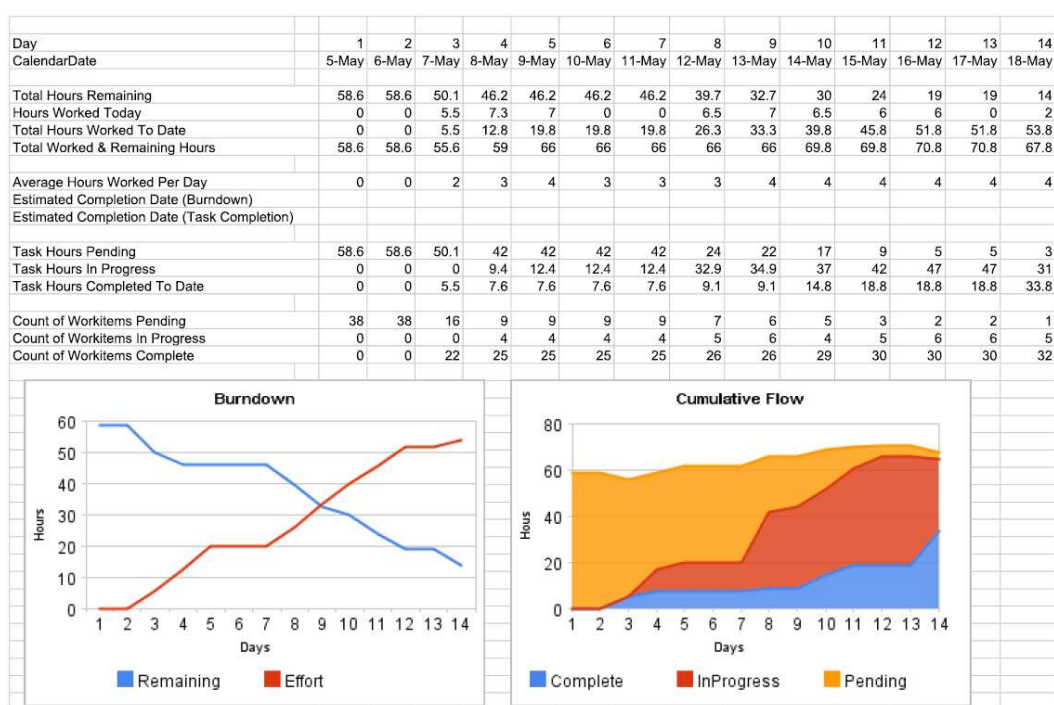 Day 1 2 3 4 5 6 7 8 9 10 11 12 13 14
CalendarDate 5-May 6-May 7-May 8-May 9-May 10-May 11-May 12-May 13-May 14-May 15-May 16-May 17-May 18-May
Total Hours Remaining 58.6 58.6 50.1 46.2 46.2 46.2 46.2 39.7 32.7 30 24 19 19 14
Hours Worked Today 0 0 5.5 7.3 7 0 0 6.5 7 6.5 6 6 0 2
Total Hours Worked To Date 0 0 5.5 12.8 19.8 19.8 19.8 26.3 33.3 39.8 45.8 51.8 51.8 53.8
Total Worked & Remaining Hours 58.6 58.6 55.6 59 66 66 66 66 66 69.8 69.8 70.8 70.8 67.8
Average Hours Worked Per Day 0 0 2 3 4 3 3 3 4 4 4 4 4 4
Estimated Completion Date (Burndown)
Estimated Completion Date (Task Completion)
Task Hours Pending 58.6 58.6 50.1 42 42 42 42 24 22 17 9 5 5 3
Task Hours In Progress 0 0 0 9.4 12.4 12.4 12.4 32.9 34.9 37 42 47 47 31
Task Hours Completed To Date 0 0 5.5 7.6 7.6 7.6 7.6 9.1 9.1 14.8 18.8 18.8 18.8 33.8
Count of Workitems Pending 38 38 16 9 9 9 9 7 6 5 3 2 2 1
Count of Workitems In Progress 0 0 0 4 4 4 4 5 6 4 5 6 6 5
Count of Workitems Complete 0 0 22 25 25 25 25 26 26 29 30 30 30 32
Burndown
60
50
40
30
20
10
0
Hours
1 2 3 4 5 6 7 8 9 10 11 12 13 14
Days
Remaining Effort
Cumulative Flow
80
60
40
20
0
Hous
1 2 3 4 5 6 7 8 9 10 11 12 13 14
Days
Complete InProgress Pending